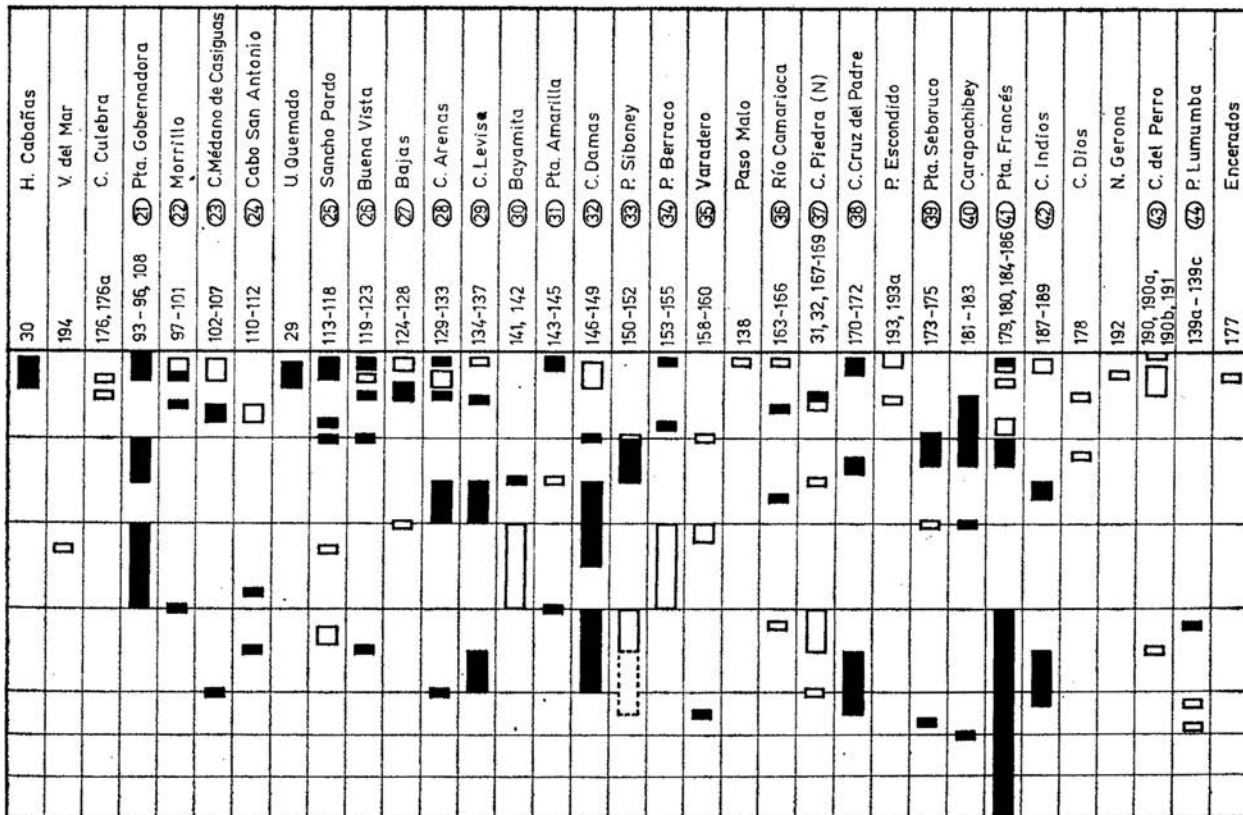 H. Cabañas
30
V. del Mar
194
C. Culebra
176, 176a
21 Pta. Gobernadora
93 - 96, 108
22 Morrillo
97 - 101
23 C. Médano de Casiguas
102-107
24 Cabo San Antonio
110-112
U. Quemado
29
25 Sancho Pardo
113-118
26 Buena Vista
119-123
27 Bajas
124-128
28 C. Arenas
129-133
29 C. Levisa
134-137
30 Bayamita
141, 142
31 Pta. Amarilla
143-145
32 C. Damas
146-149
33 P. Siboney
150-152
34 P. Berraco
153-155
35 Varadero
158-160
Paso Malo
138
36 Río Camarioca
163-166
37 C. Piedra (N)
31, 32, 167-169
38 C. Cruz del Padre
170-172
P. Escondido
193, 193a
39 Pta. Seboruco
173-175
40 Carapachibey
181-183
41 Pta. Francés
179, 180, 184-186
42 C. Indios
187-189
C. Díos
178
N. Gerona
192
43 C. del Perro
190, 190a,
190b, 191
44 P. Lumumba
139a - 139c
Encerados
177